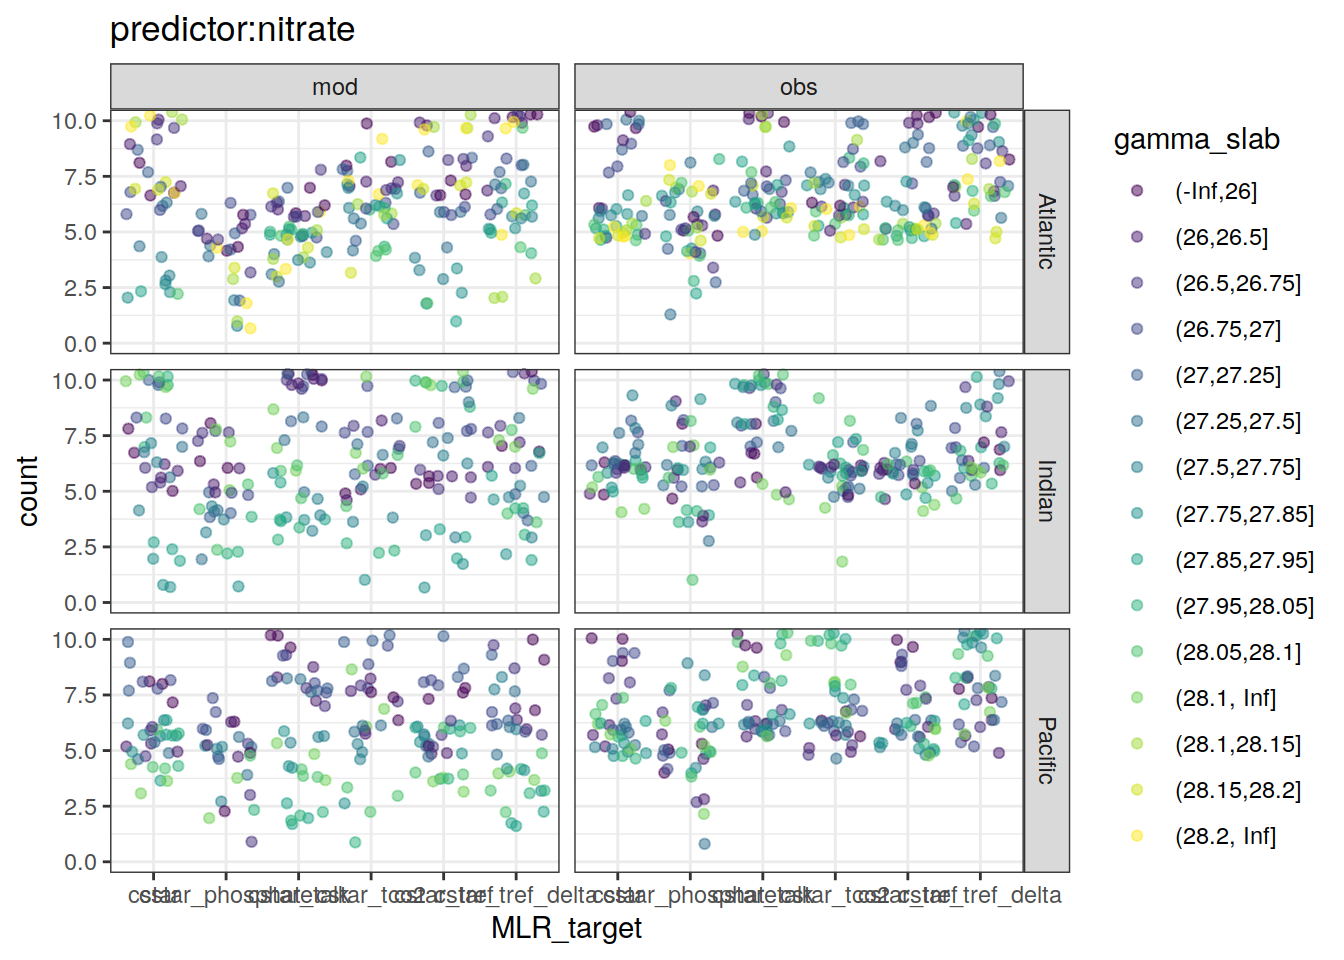 predictor:nitrate
mod
obs
gamma_slab
count
10.0
7.5
5.0
2.5
0.0
Atlantic
10.0
7.5
5.0
2.5
0.0
Indian
10.0
7.5
5.0
2.5
0.0
Pacific
(-Inf,26]
(26,26.5]
(26.5,26.75]
(26.75,27]
(27,27.25]
(27.25,27.5]
(27.5,27.75]
(27.75,27.85]
(27.85,27.95]
(27.95,28.05]
(28.05,28.1]
(28.1, Inf]
(28.1,28.15]
(28.15,28.2]
(28.2, Inf]
MLR_target